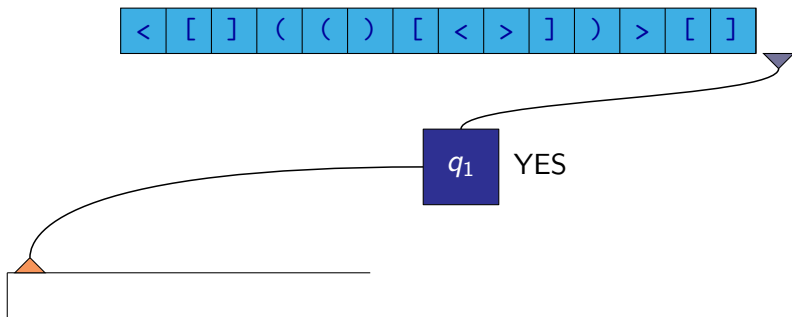 < [ ] ( ( ) [ < > ] ) > [ ]
q₁ YES